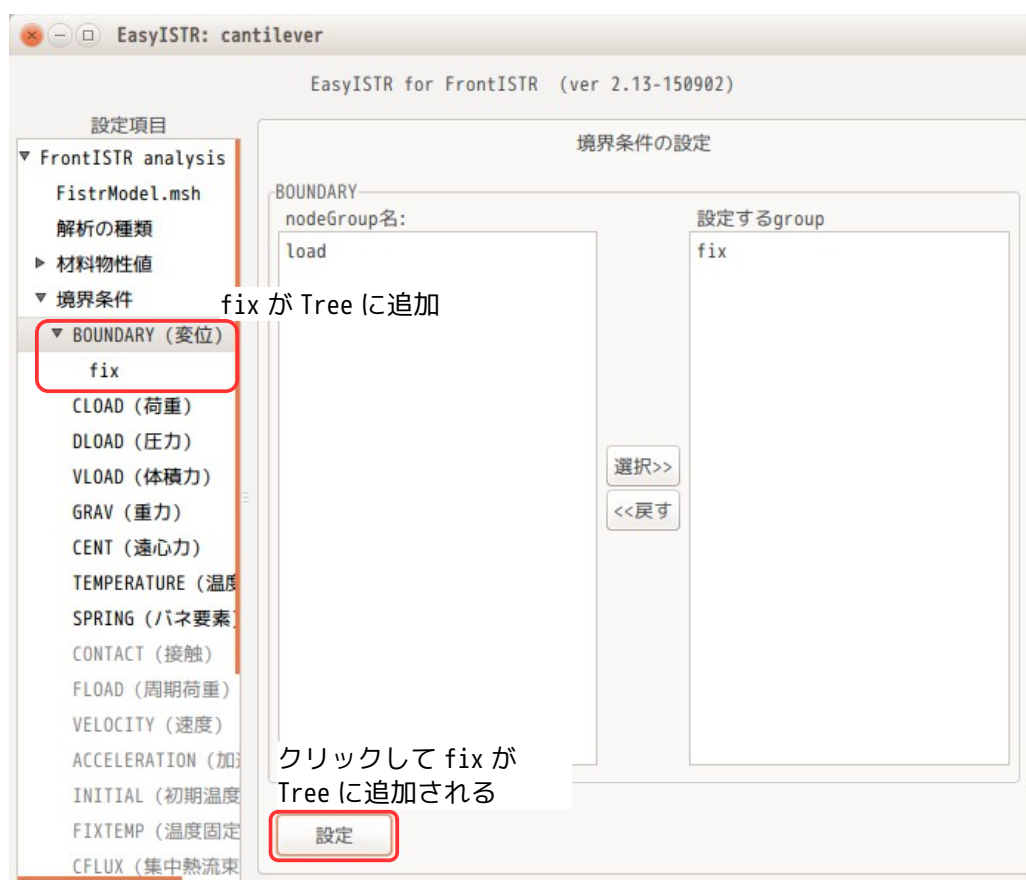 EasyISTR: cantilever
EasyISTR for FrontISTR (ver 2.13-150902)
設定項目
FrontISTR analysis
FistrModel.msh
解析の種類
材料物性値
境界条件
BOUNDARY (変位)
fix
CLOAD (荷重)
DLOAD (圧力)
VLOAD (体積力)
GRAV (重力)
CENT (遠心力)
TEMPERATURE (温度
SPRING (バネ要素)
CONTACT (接触)
FLOAD (周期荷重)
VELOCITY (速度)
ACCELERATION (加速
INITIAL (初期温度
FIXTEMP (温度固定
CFLUX (集中熱流束
境界条件の設定
BOUNDARY
nodeGroup名:
load
設定するgroup
fix
fix が Tree に追加
選択>>
<<戻す
クリックして fix が
Tree に追加される
設定